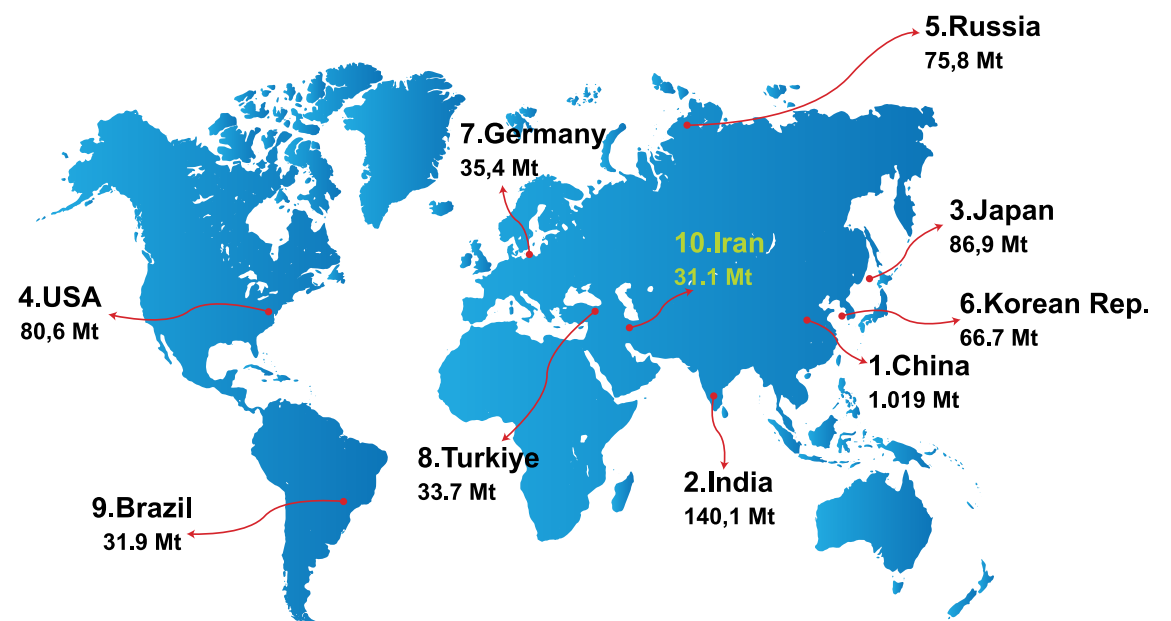 5.Russia
75,8 Mt
7.Germany
35,4 Mt
3.Japan
86,9 Mt
10.Iran
31.1 Mt
4.USA
80,6 Mt
6.Korean Rep.
66.7 Mt
1.China
1.019 Mt
8.Turkiye
33.7 Mt
2.India
140,1 Mt
9.Brazil
31.9 Mt